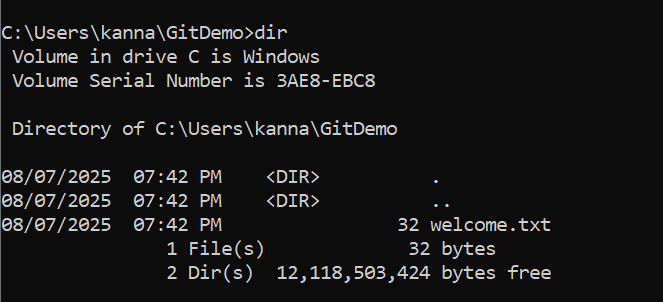 C:\Users\kanna\GitDemo>dir
 Volume in drive C is Windows
 Volume Serial Number is 3AE8-EBC8

 Directory of C:\Users\kanna\GitDemo

08/07/2025  07:42 PM    <DIR>          .
08/07/2025  07:42 PM    <DIR>          ..
08/07/2025  07:42 PM                32 welcome.txt
               1 File(s)             32 bytes
               2 Dir(s)  12,118,503,424 bytes free